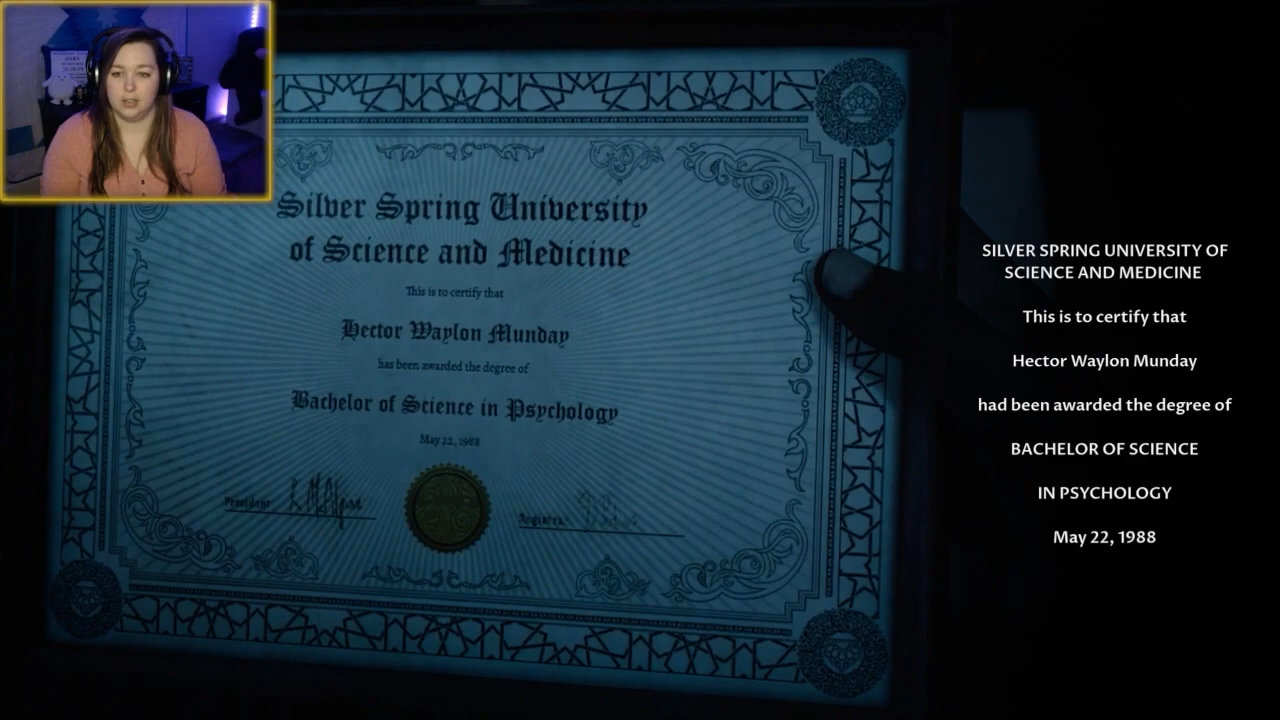 Silver Spring University
of Science and Medicine
This is to certify that
Hector Waylon Munday
has been awarded the degree of
Bachelor of Science in Psychology
May 22, 1988
President
Registrar
SILVER SPRING UNIVERSITY OF
SCIENCE AND MEDICINE
This is to certify that
Hector Waylon Munday
had been awarded the degree of
BACHELOR OF SCIENCE
IN PSYCHOLOGY
May 22, 1988